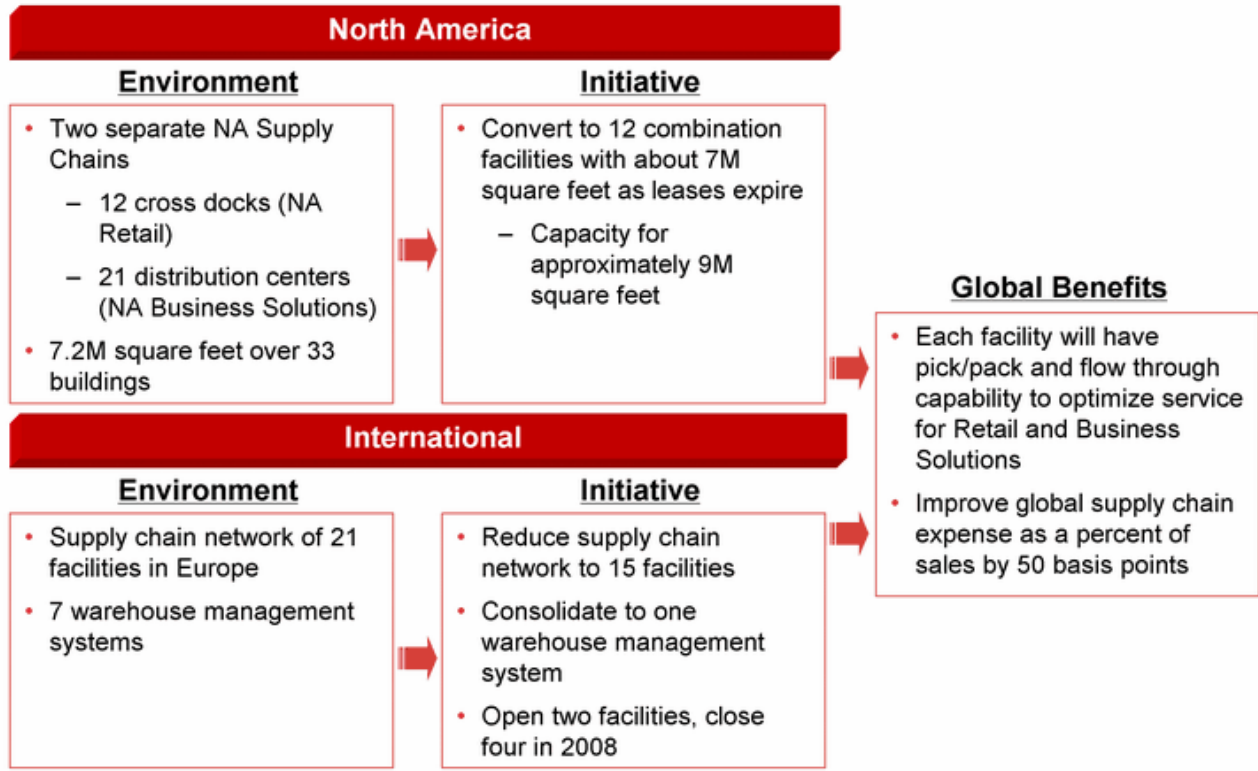 North America
Environment
• Two separate NA Supply
Chains
– 12 cross docks (NA
Retail)
– 21 distribution centers
(NA Business Solutions)
• 7.2M square feet over 33
buildings
Initiative
• Convert to 12 combination
facilities with about 7M
square feet as leases expire
– Capacity for
approximately 9M
square feet
International
Environment
• Supply chain network of 21
facilities in Europe
• 7 warehouse management
systems
Initiative
• Reduce supply chain
network to 15 facilities
• Consolidate to one
warehouse management
system
• Open two facilities, close
four in 2008
Global Benefits
• Each facility will have
pick/pack and flow through
capability to optimize service
for Retail and Business
Solutions
• Improve global supply chain
expense as a percent of
sales by 50 basis points